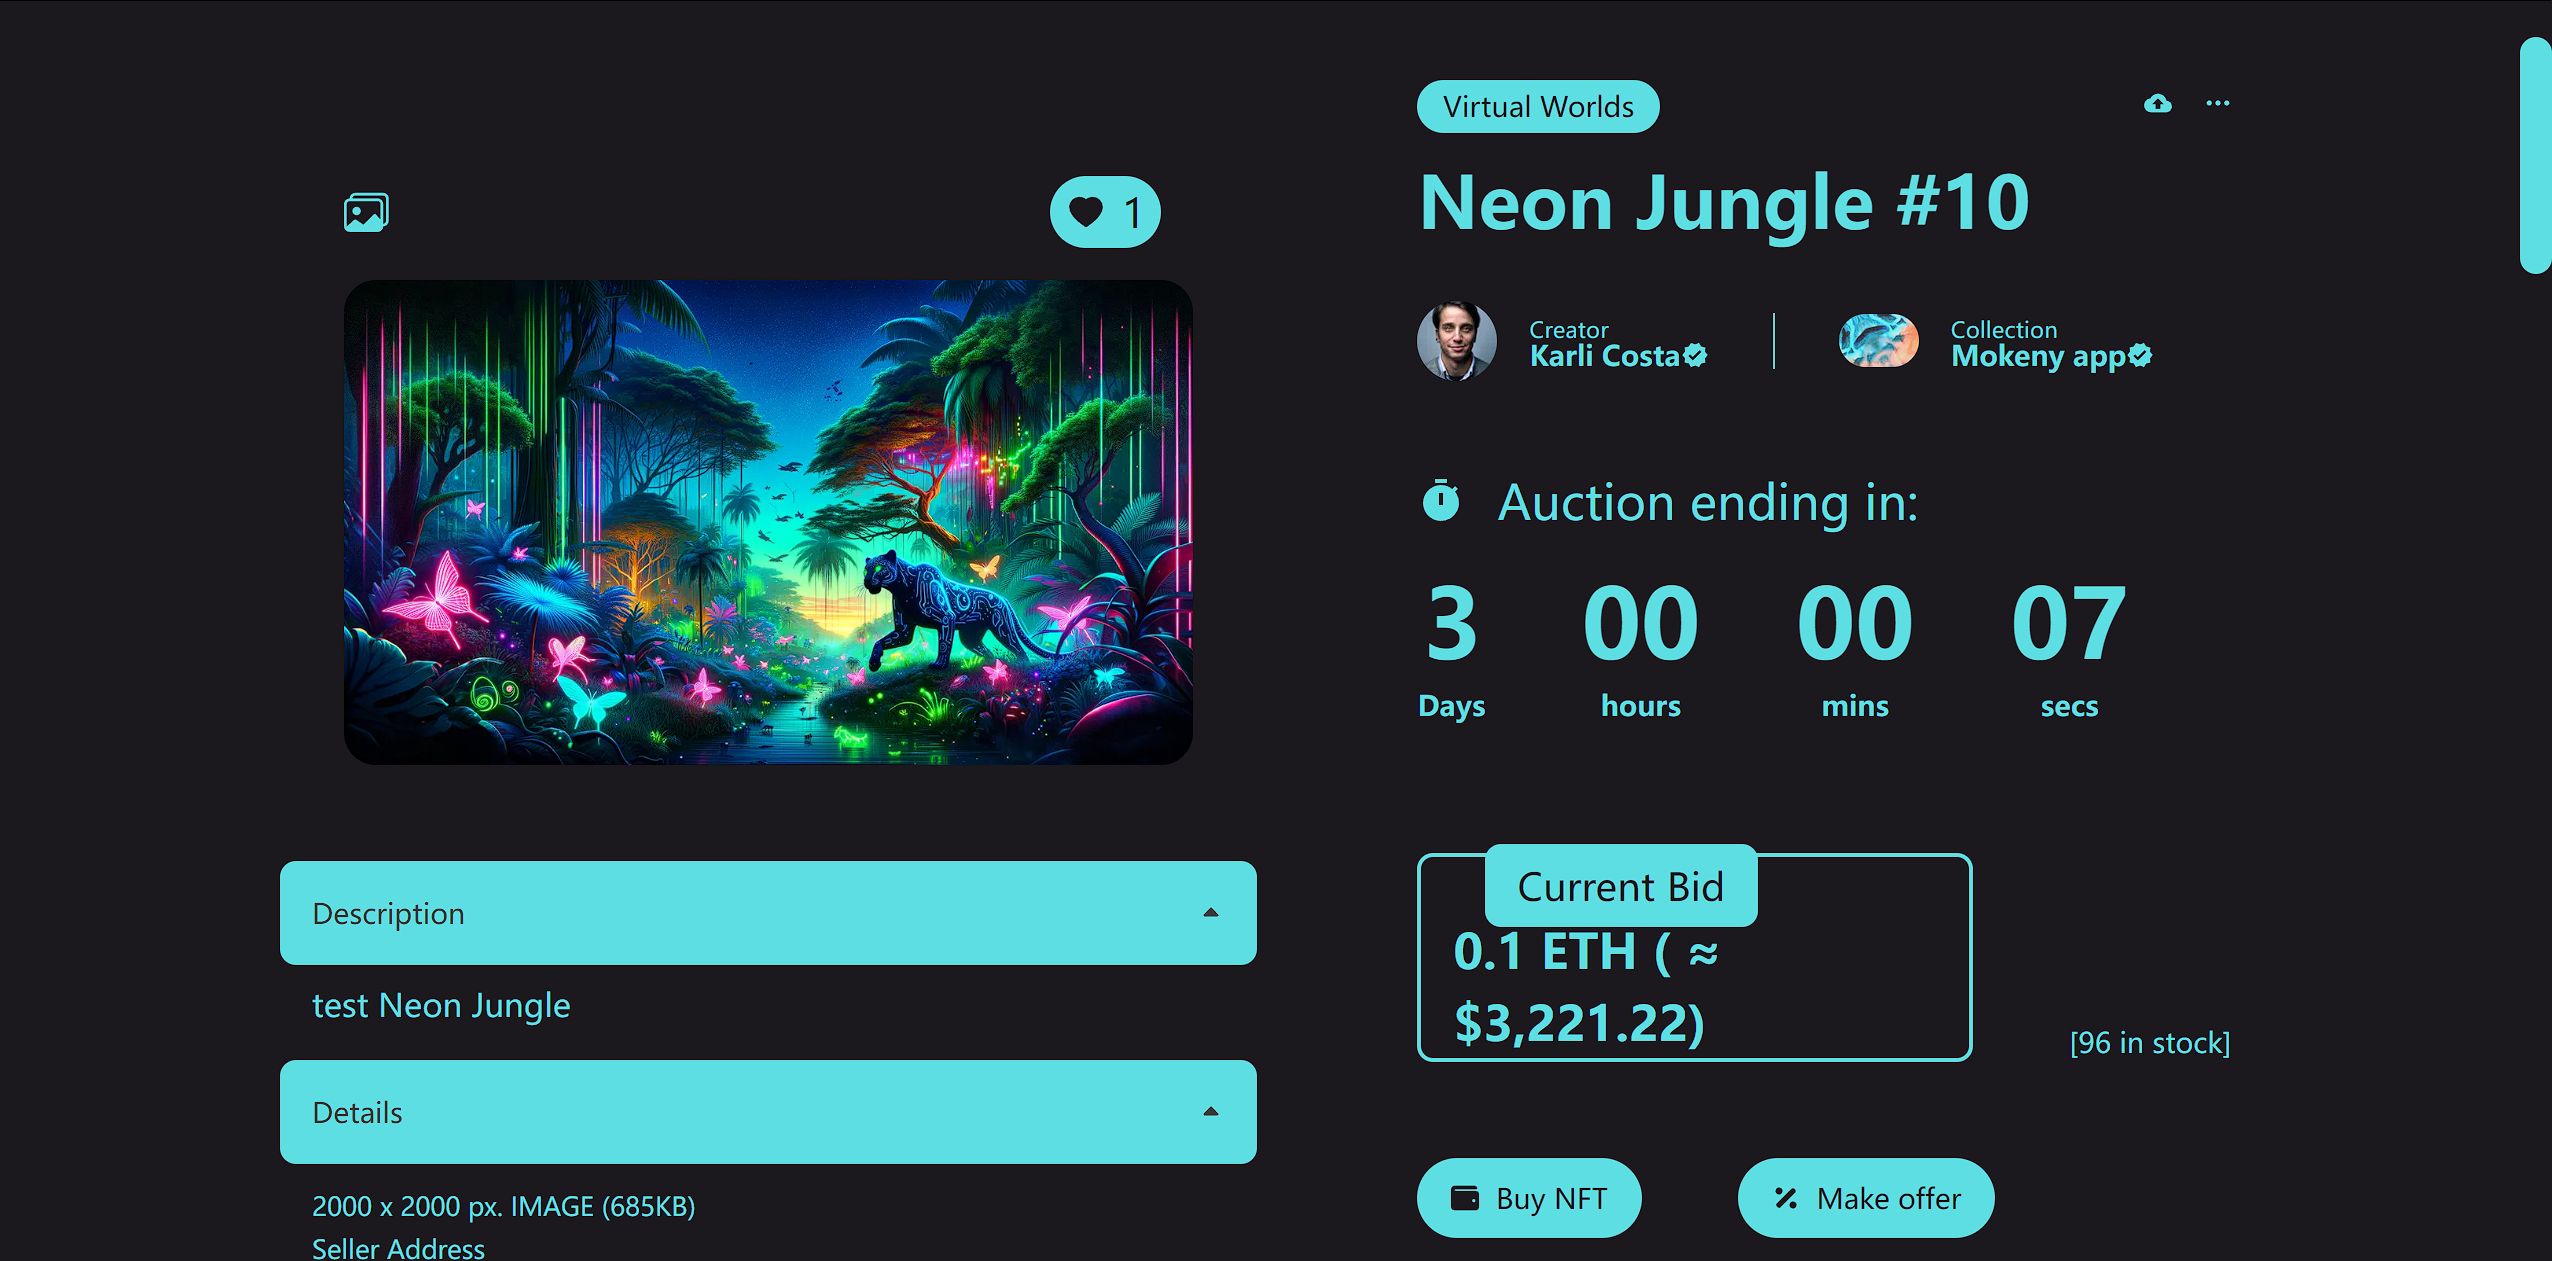 Virtual Worlds
Neon Jungle #10
1
Creator
Karli Costa
Collection
Mokeny app
Auction ending in:
3 00 00 07
Days hours mins secs
Current Bid
0.1 ETH ( ≈
$3,221.22)
[96 in stock]
Buy NFT
Make offer
Description
test Neon Jungle
Details
2000 x 2000 px. IMAGE (685KB)
Seller Address